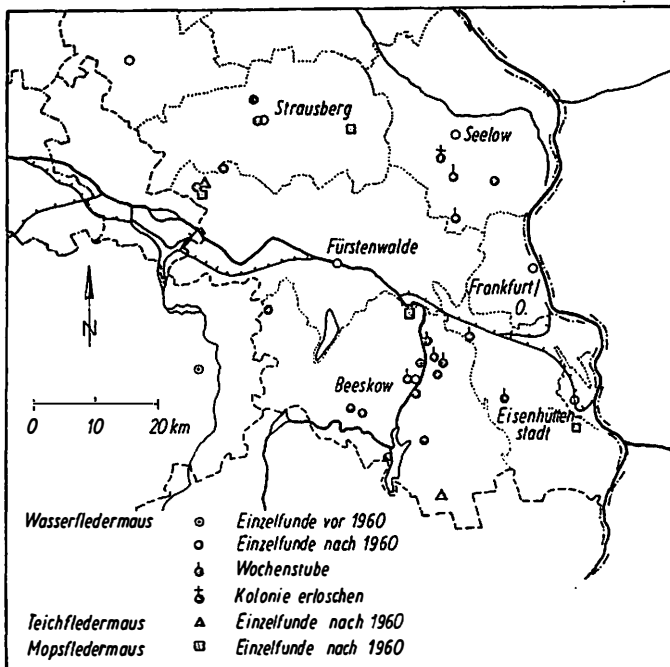 Strausberg
Seelow
Fürstenwalde
Frankfurt/
O.
N
Beeskow
Eisenhütten
stadt
0 10 20 km
Wasserfledermaus Einzelfunde vor 1960
Einzelfunde nach 1960
Wochenstube
Kolonie erloschen
Teichfledermaus Einzelfunde nach 1960
Mopsfledermaus Einzelfunde nach 1960